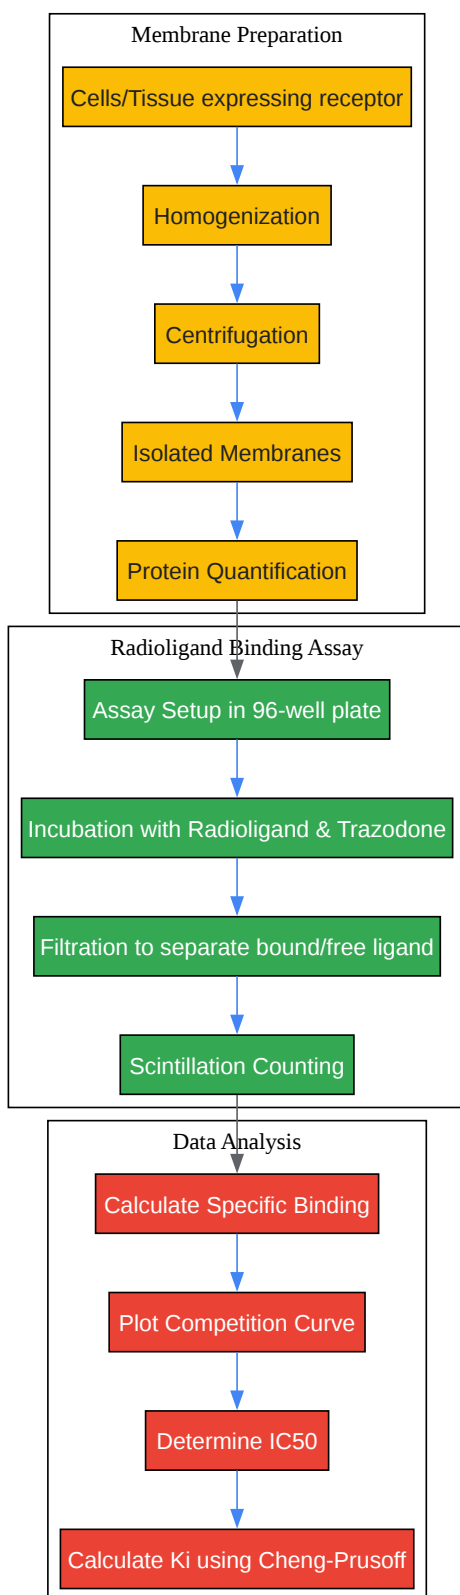 Membrane Preparation
Cells/Tissue expressing receptor
Homogenization
Centrifugation
Isolated Membranes
Protein Quantification
Radioligand Binding Assay
Assay Setup in 96-well plate
Incubation with Radioligand & Trazodone
Filtration to separate bound/free ligand
Scintillation Counting
Data Analysis
Calculate Specific Binding
Plot Competition Curve
Determine IC50
Calculate Ki using Cheng-Prusoff